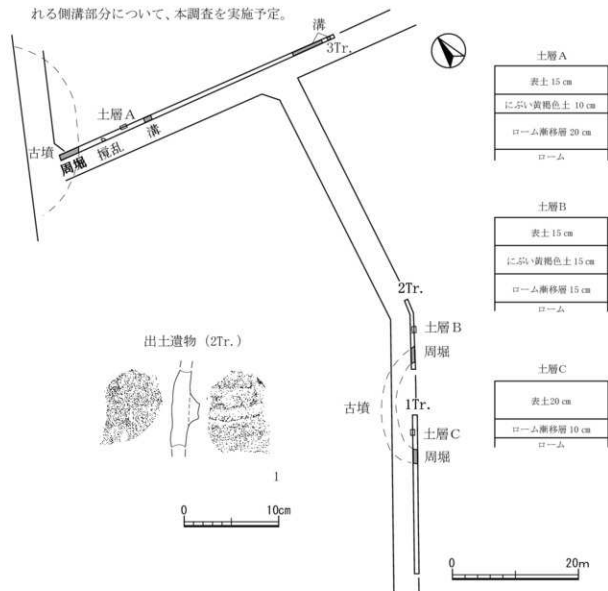 れる側溝部分について、本調査を実施予定。
溝
3Tr.
土層A
溝
撹乱
周堀
古墳
2Tr.
土層B
周堀
古墳
1Tr.
土層C
周堀
出土遺物（2Tr.）
1
0 10cm
0 20m
土層A
表土 15 ㎝
にぶい黄褐色土 10 ㎝
ローム漸移層 20 ㎝
ローム
土層B
表土 15 ㎝
にぶい黄褐色土 15 ㎝
ローム漸移層 15 ㎝
ローム
土層C
表土20 ㎝
ローム漸移層 10 ㎝
ローム